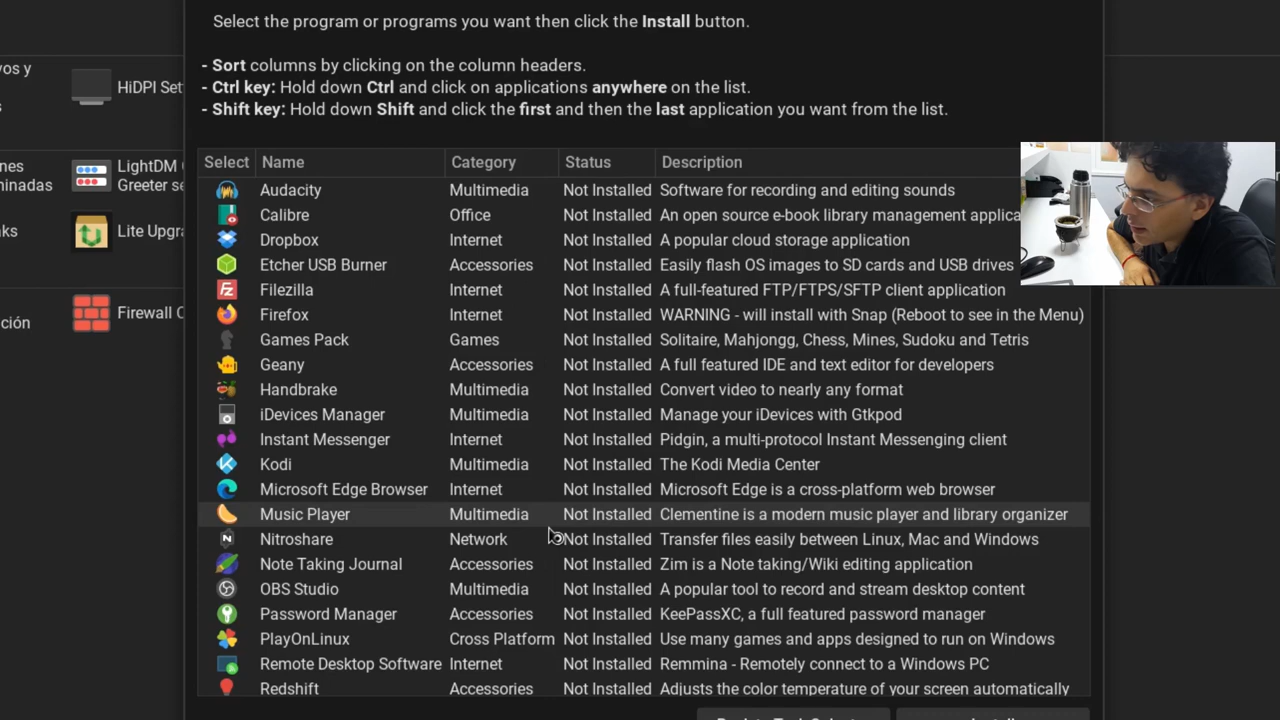 Select the program or programs you want then click the Install button.
- Sort columns by clicking on the column headers.
- Ctrl key: Hold down Ctrl and click on applications anywhere on the list.
- Shift key: Hold down Shift and click the first and then the last application you want from the list.
os y
HiDPI Set
nes
inadas
LightDM
Greeter se
ks
Lite Upgra
ión
Firewall C
Select Name Category Status Description
Audacity Multimedia Not Installed Software for recording and editing sounds
Calibre Office Not Installed An open source e-book library management applica
Dropbox Internet Not Installed A popular cloud storage application
Etcher USB Burner Accessories Not Installed Easily flash OS images to SD cards and USB drives
Filezilla Internet Not Installed A full-featured FTP/FTPS/SFTP client application
Firefox Internet Not Installed WARNING - will install with Snap (Reboot to see in the Menu)
Games Pack Games Not Installed Solitaire, Mahjongg, Chess, Mines, Sudoku and Tetris
Geany Accessories Not Installed A full featured IDE and text editor for developers
Handbrake Multimedia Not Installed Convert video to nearly any format
iDevices Manager Multimedia Not Installed Manage your iDevices with Gtkpod
Instant Messenger Internet Not Installed Pidgin, a multi-protocol Instant Messenging client
Kodi Multimedia Not Installed The Kodi Media Center
Microsoft Edge Browser Internet Not Installed Microsoft Edge is a cross-platform web browser
Music Player Multimedia Not Installed Clementine is a modern music player and library organizer
Nitroshare Network Not Installed Transfer files easily between Linux, Mac and Windows
Note Taking Journal Accessories Not Installed Zim is a Note taking/Wiki editing application
OBS Studio Multimedia Not Installed A popular tool to record and stream desktop content
Password Manager Accessories Not Installed KeePassXC, a full featured password manager
PlayOnLinux Cross Platform Not Installed Use many games and apps designed to run on Windows
Remote Desktop Software Internet Not Installed Remmina - Remotely connect to a Windows PC
Redshift Accessories Not Installed Adjusts the color temperature of your screen automatically